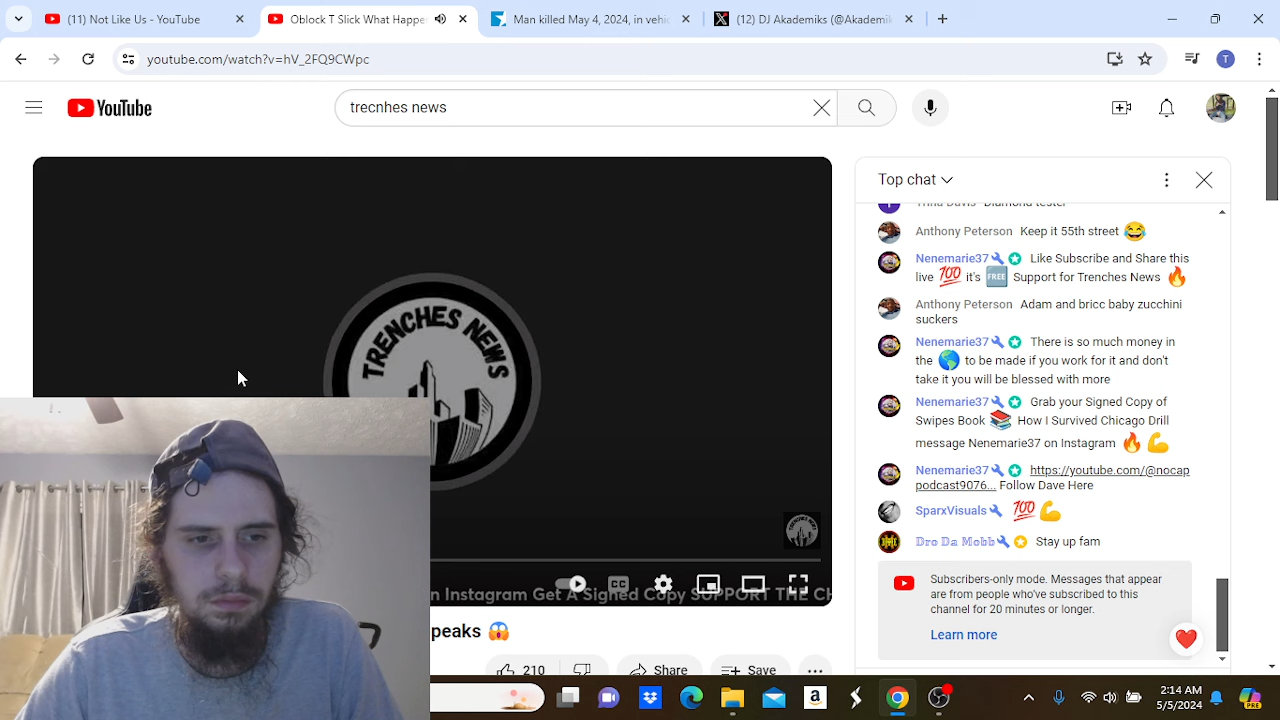 (11) Not Like Us - YouTube
Oblock T Slick What Happe
Man killed May 4, 2024, in vehi
(12) DJ Akademiks (@Akademik
youtube.com/watch?v=hV_2FQ9CWpc
T
YouTube
trecnhes news
TRENCHES NEWS
n Instagram Get A Signed Copy SUPPORT THE CH
peaks 😱
210
Share
Save
Top chat
Trina Davis Diamond tester
Anthony Peterson Keep it 55th street 😂
Nenemarie37 Like Subscribe and Share this
live 💯 it's 🆓 Support for Trenches News 🔥
Anthony Peterson Adam and bricc baby zucchini
suckers
Nenemarie37 There is so much money in
the 🌎 to be made if you work for it and don't
take it you will be blessed with more
Nenemarie37 Grab your Signed Copy of
Swipes Book 📚 How I Survived Chicago Drill
message Nenemarie37 on Instagram 🔥 💪
Nenemarie37 https://youtube.com/@nocap
podcast9076... Follow Dave Here
SparxVisuals 💯💪
𝔻𝕣𝕠 𝔻𝕒 𝕄𝕠𝕓𝕓 Stay up fam
Subscribers-only mode. Messages that appear
are from people who've subscribed to this
channel for 20 minutes or longer.
Learn more
2:14 AM
5/5/2024
PRE